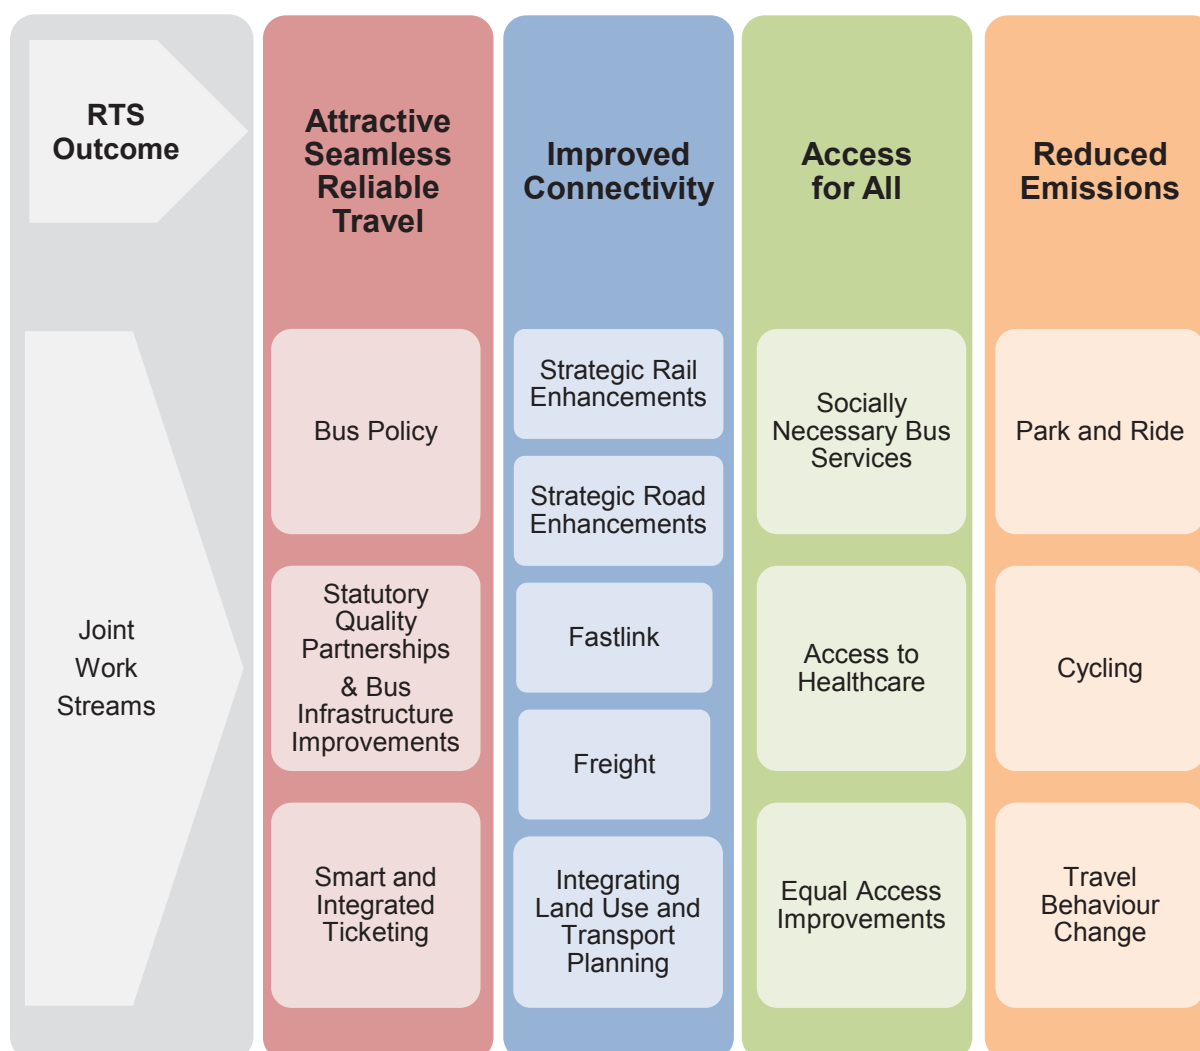 RTS
Outcome
Attractive
Seamless
Reliable
Travel
Improved
Connectivity
Access
for All
Reduced
Emissions
Joint
Work
Streams
Bus Policy
Statutory
Quality
Partnerships
& Bus
Infrastructure
Improvements
Smart and
Integrated
Ticketing
Strategic Rail
Enhancements
Strategic Road
Enhancements
Fastlink
Freight
Integrating
Land Use and
Transport
Planning
Socially
Necessary Bus
Services
Access to
Healthcare
Equal Access
Improvements
Park and Ride
Cycling
Travel
Behaviour
Change